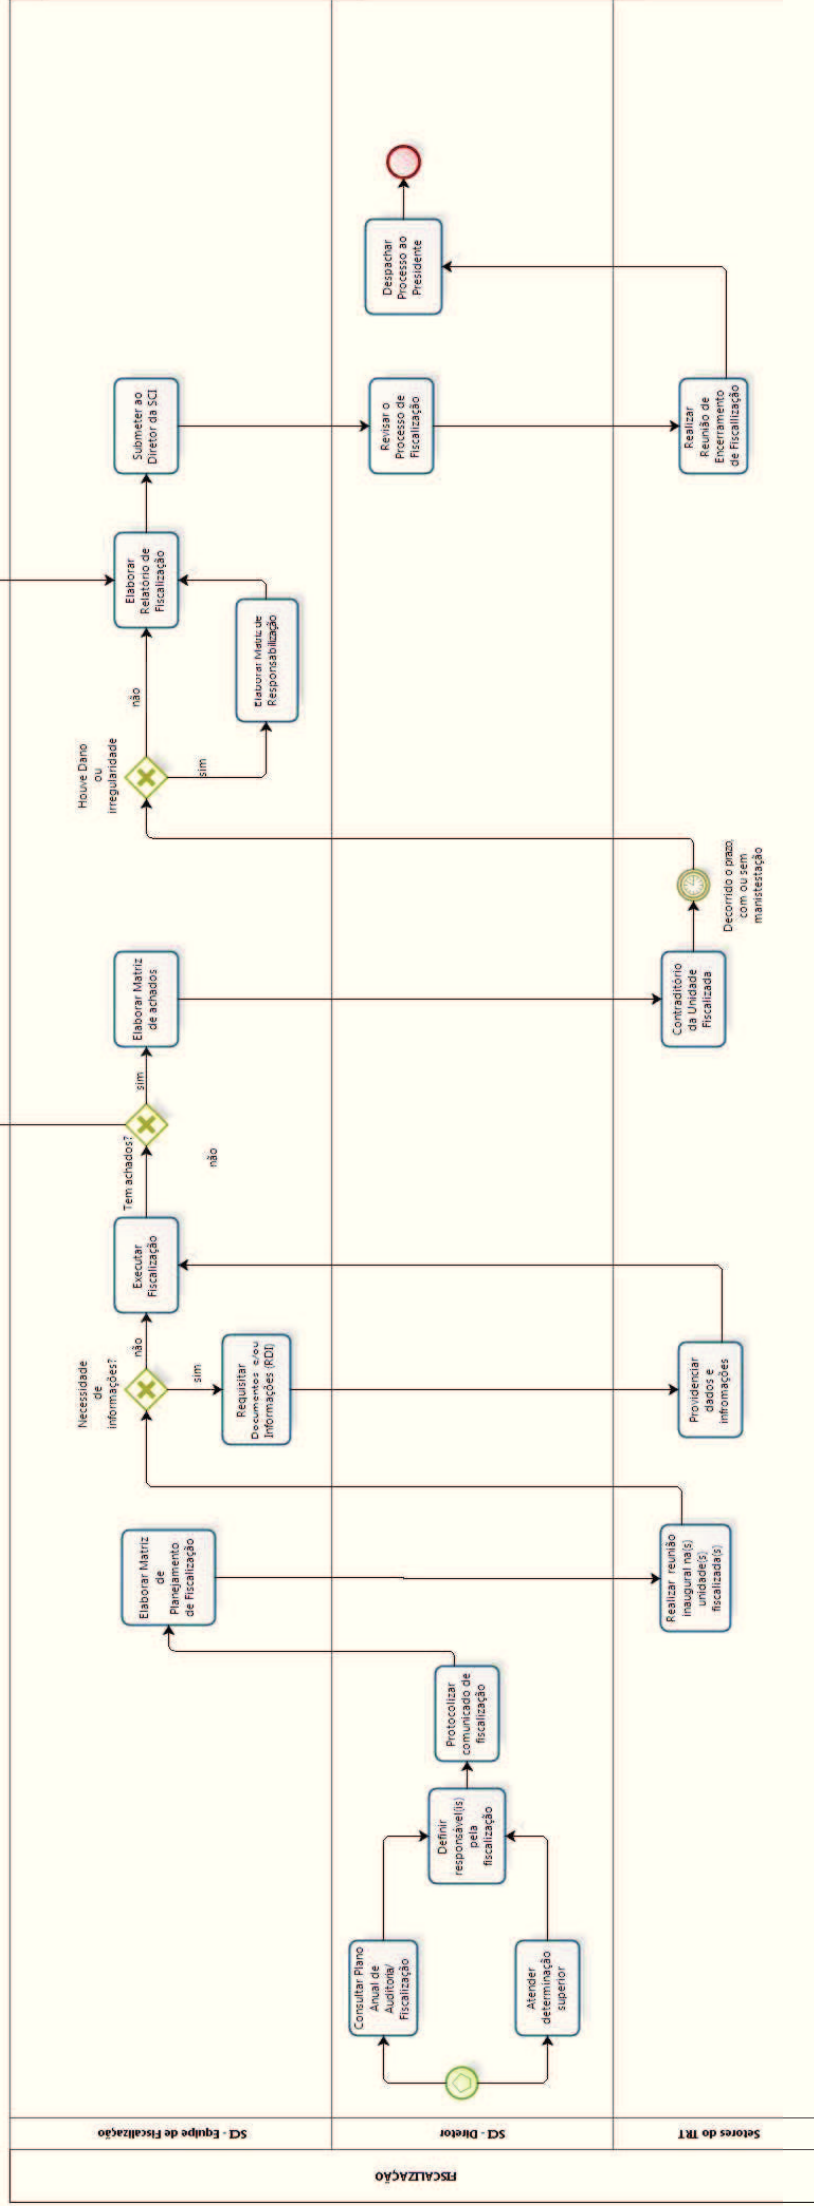 FISCALIZAÇÃO
SCI - Equipe de Fiscalização
SCI - Diretor
Setores do TRT
Consultar Plano
Anual de
Auditoria/
Fiscalização
Atender
determinação
superior
Definir
responsável(is)
pela
fiscalização
Protocolizar
comunicado de
fiscalização
Elaborar Matriz
de
Planejamento
de Fiscalização
Realizar reunião
inaugural na(s)
unidade(s)
fiscalizada(s)
Necessidade
de
informações?
não
sim
Requisitar
Documentos e/ou
Informações (RDI)
Providenciar
dados e
infromações
Executar
Fiscalização
Tem achados?
não
sim
Elaborar Matriz
de achados
Contraditório
da Unidade
Fiscalizada
Decorrido o prazo,
com ou sem
manistestação
Houve Dano
ou
irregularidade
não
sim
Elaborar Matriz de
Responsabilização
Elaborar
Relatório de
Fiscalização
Submeter ao
Diretor da SCI
Revisar o
Processo de
Fiscalização
Realizar
Reunião de
Encerramento
de Fiscallização
Despachar
Processo ao
Presidente